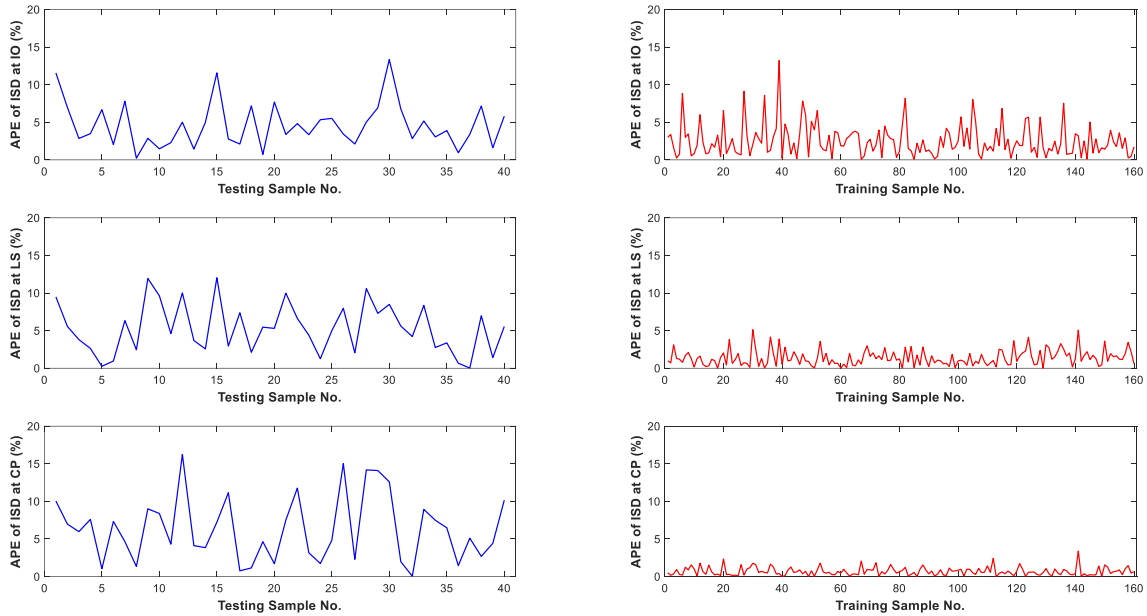 20
15
10
5
0
APE of ISD at IO (%)
0 5 10 15 20 25 30 35 40
Testing Sample No.
20
15
10
5
0
APE of ISD at IO (%)
0 20 40 60 80 100 120 140 160
Training Sample No.
20
15
10
5
0
APE of ISD at LS (%)
0 5 10 15 20 25 30 35 40
Testing Sample No.
20
15
10
5
0
APE of ISD at LS (%)
0 20 40 60 80 100 120 140 160
Training Sample No.
20
15
10
5
0
APE of ISD at CP (%)
0 5 10 15 20 25 30 35 40
Testing Sample No.
20
15
10
5
0
APE of ISD at CP (%)
0 20 40 60 80 100 120 140 160
Training Sample No.